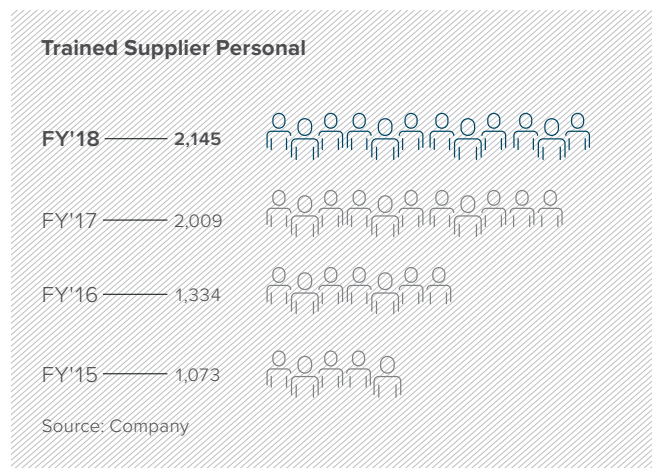 Trained Supplier Personal
FY'18 2,145
FY'17 2,009
FY'16 1,334
FY'15 1,073
Source: Company